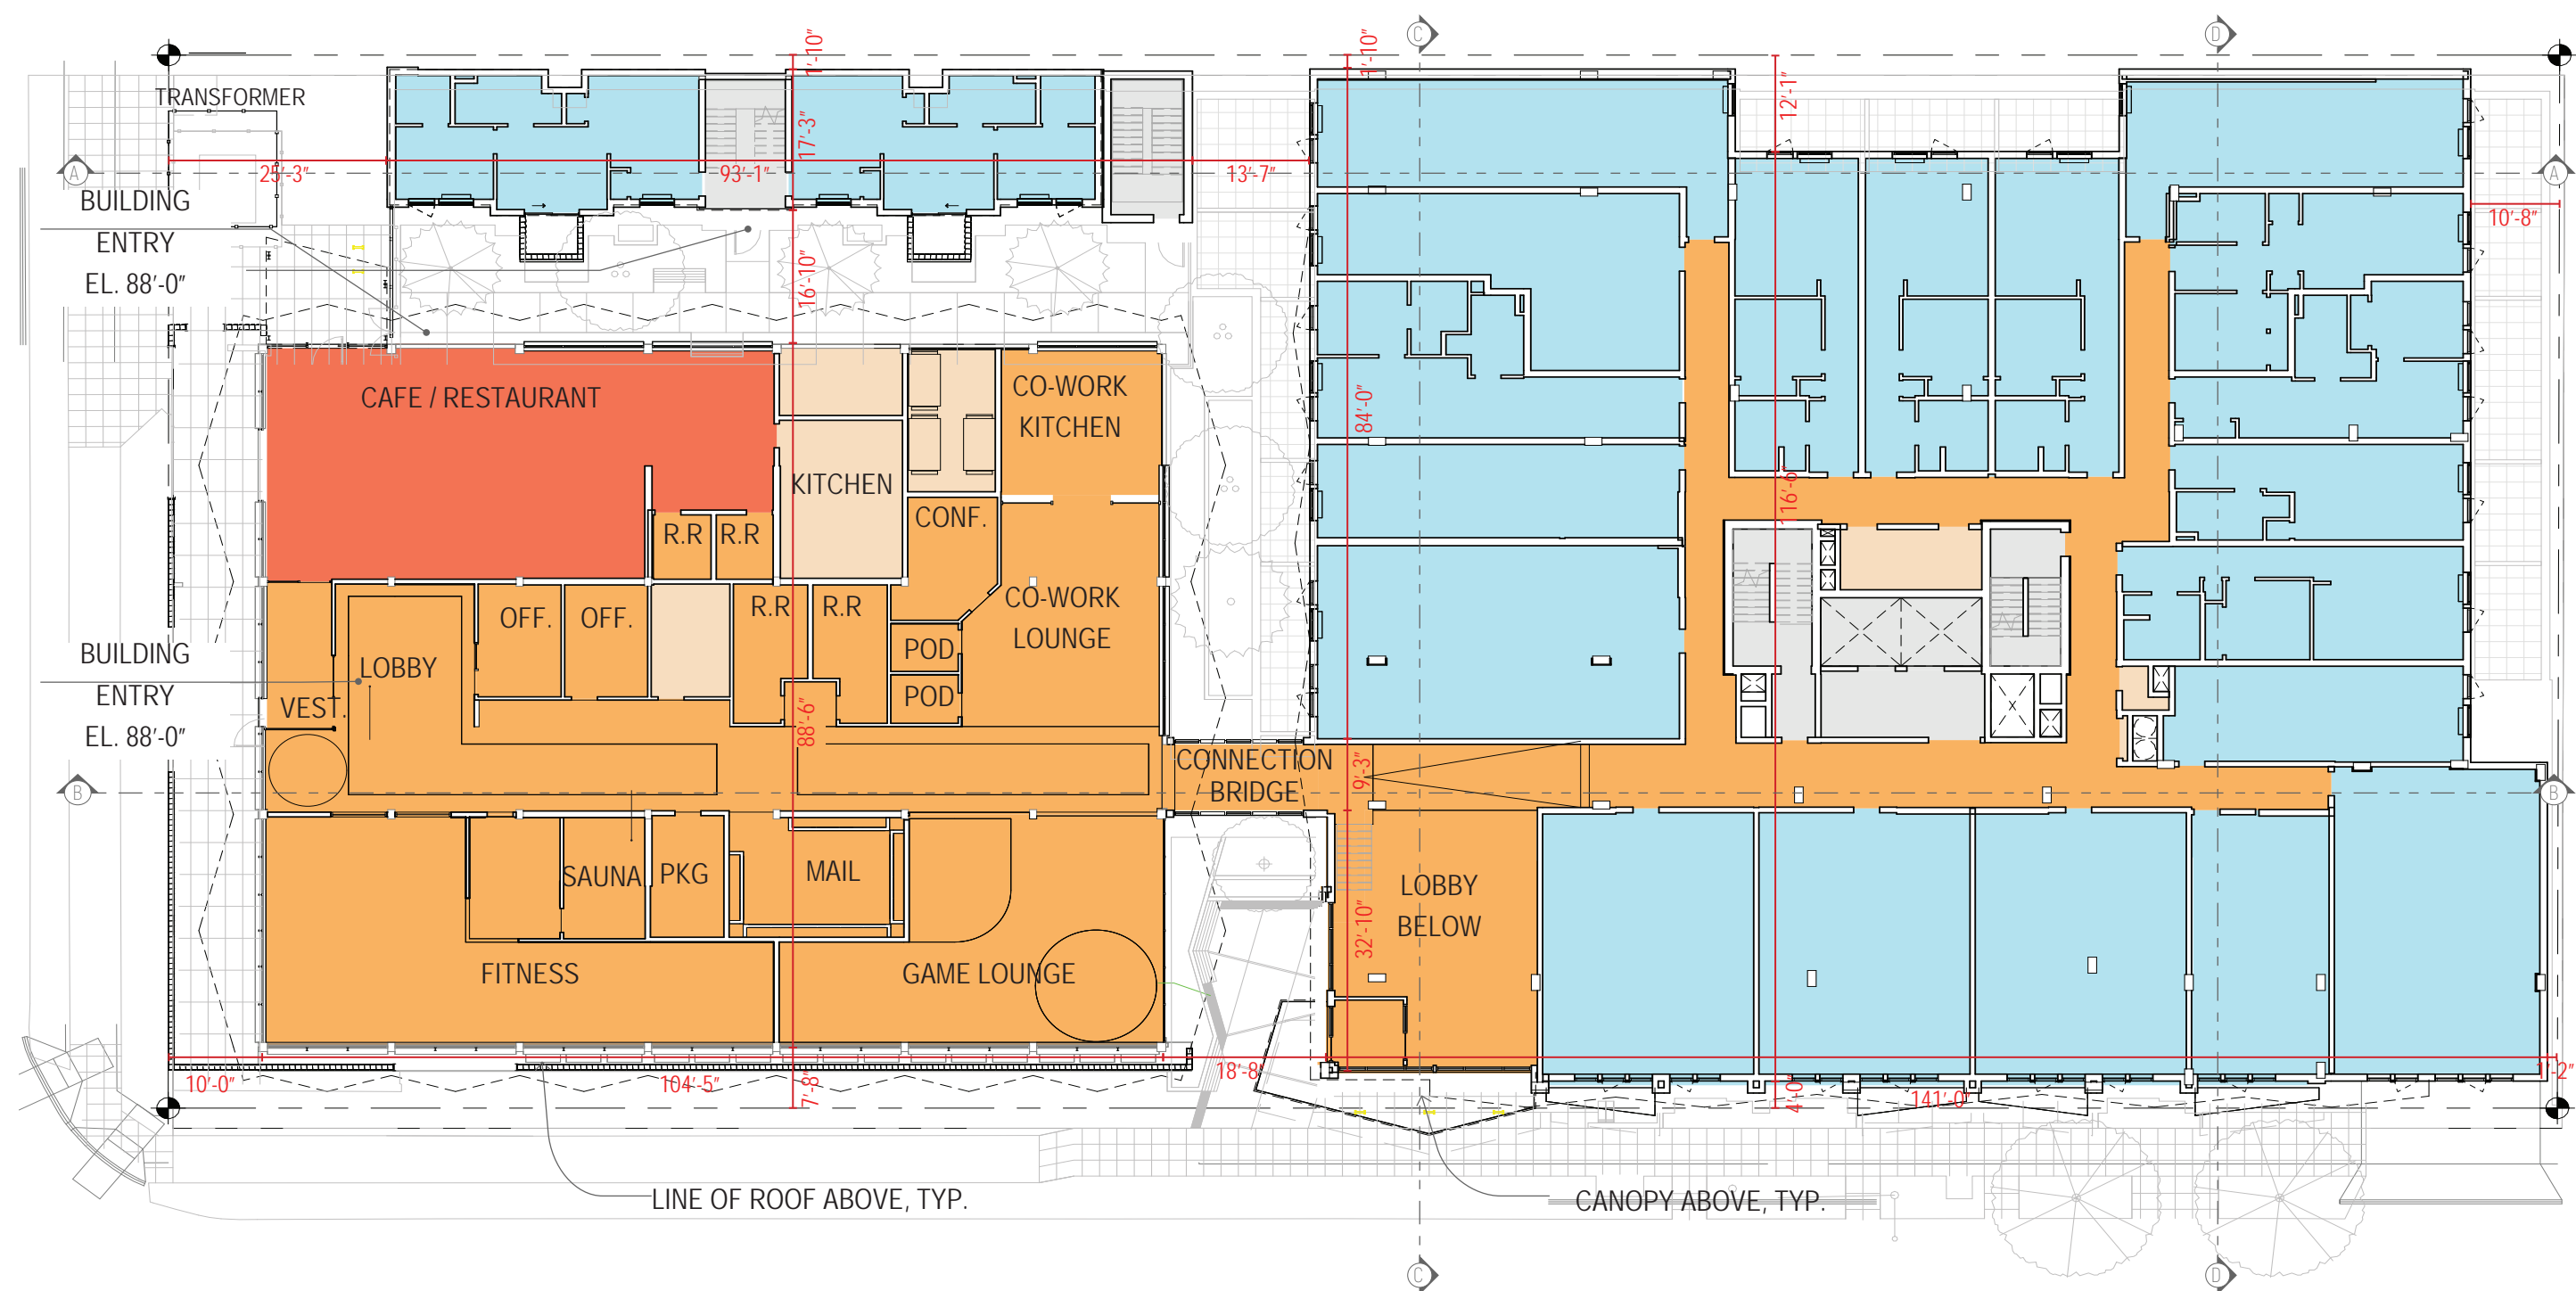 C
D
1'-10"
1'-10"
12'-1"
TRANSFORMER
17'-3"
A
25'-3"
93'-1"
13'-7"
A
10'-8"
BUILDING
ENTRY
EL. 88'-0"
16'-10"
CAFE / RESTAURANT
CO-WORK
KITCHEN
84'-0"
KITCHEN
116'-6"
CONF.
R.R
R.R
OFF.
OFF.
R.R
R.R
CO-WORK
LOUNGE
POD
POD
BUILDING
ENTRY
EL. 88'-0"
LOBBY
VEST.
88'-6"
CONNECTION
BRIDGE
9'-3"
B
B
SAUNA
PKG
MAIL
LOBBY
BELOW
32'-10"
FITNESS
GAME LOUNGE
10'-0"
104'-5"
7'-8"
18'-8"
4'-0"
141'-0"
1'-2"
LINE OF ROOF ABOVE, TYP.
CANOPY ABOVE, TYP.
C
D